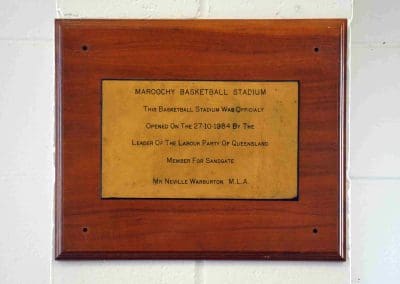 MAROOCHY BASKETBALL STADIUM
THIS BASKETBALL STADIUM WAS OFFICIALY
OPENED ON THE 27-10-1984 BY THE
LEADER OF THE LABOUR PARTY OF QUEENSLAND
MEMBER FOR SANDGATE
MR NEVILLE WARBURTON M.L.A.